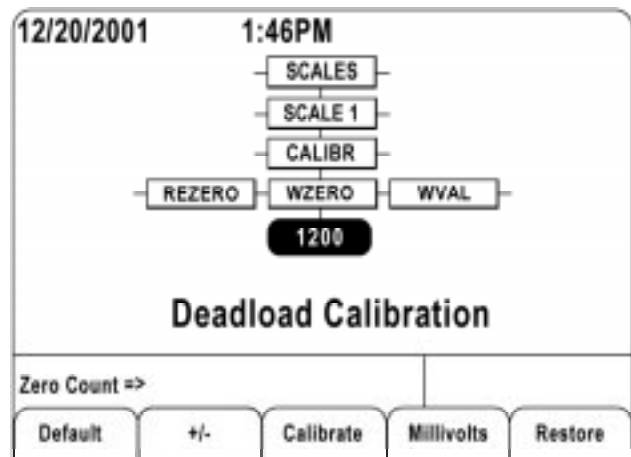 12/20/2001 1:46PM
SCALES
SCALE 1
CALIBR
REZERO WZERO WVAL
1200
Deadload Calibration
Zero Count =>
Default +/- Calibrate Millivolts Restore